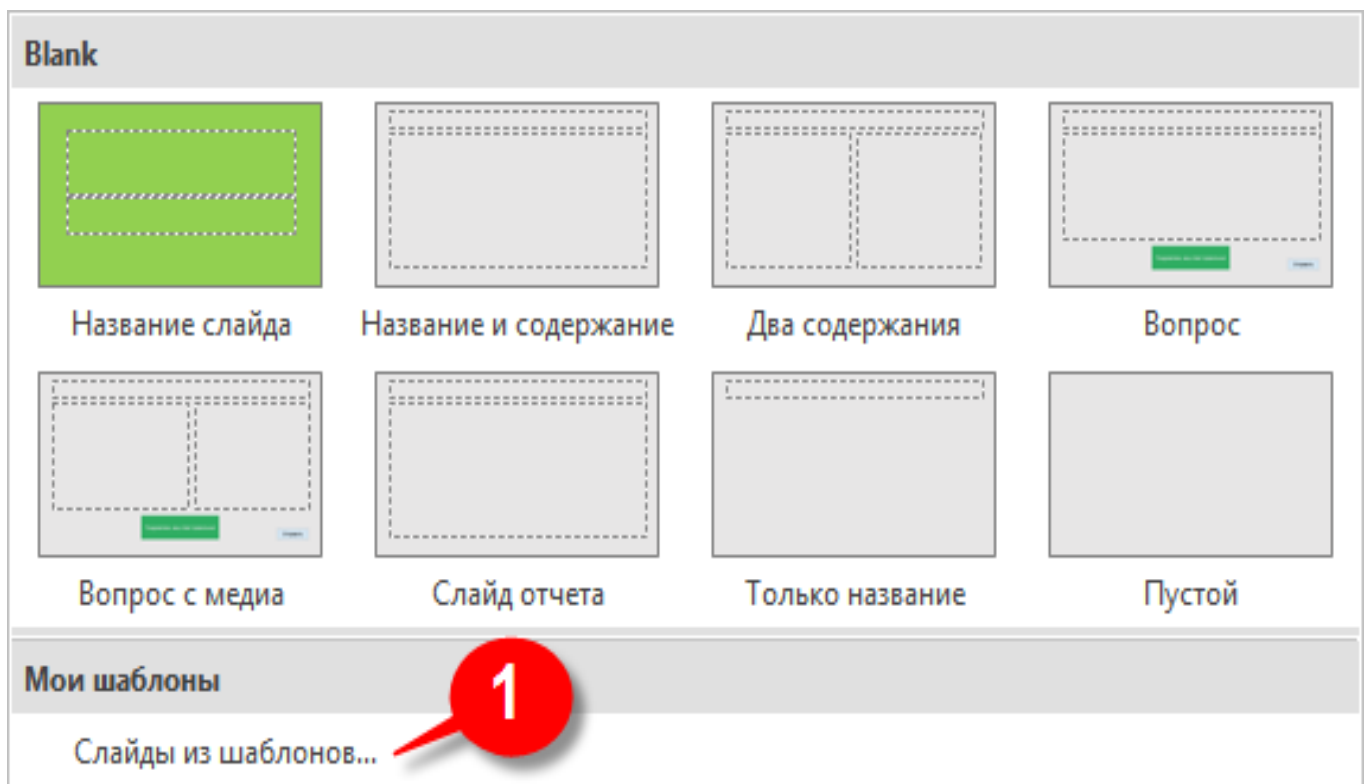 Blank
Название слайда
Название и содержание
Два содержания
Вопрос
Вопрос с медиа
Слайд отчета
Только название
Пустой
Мои шаблоны
1
Слайды из шаблонов...